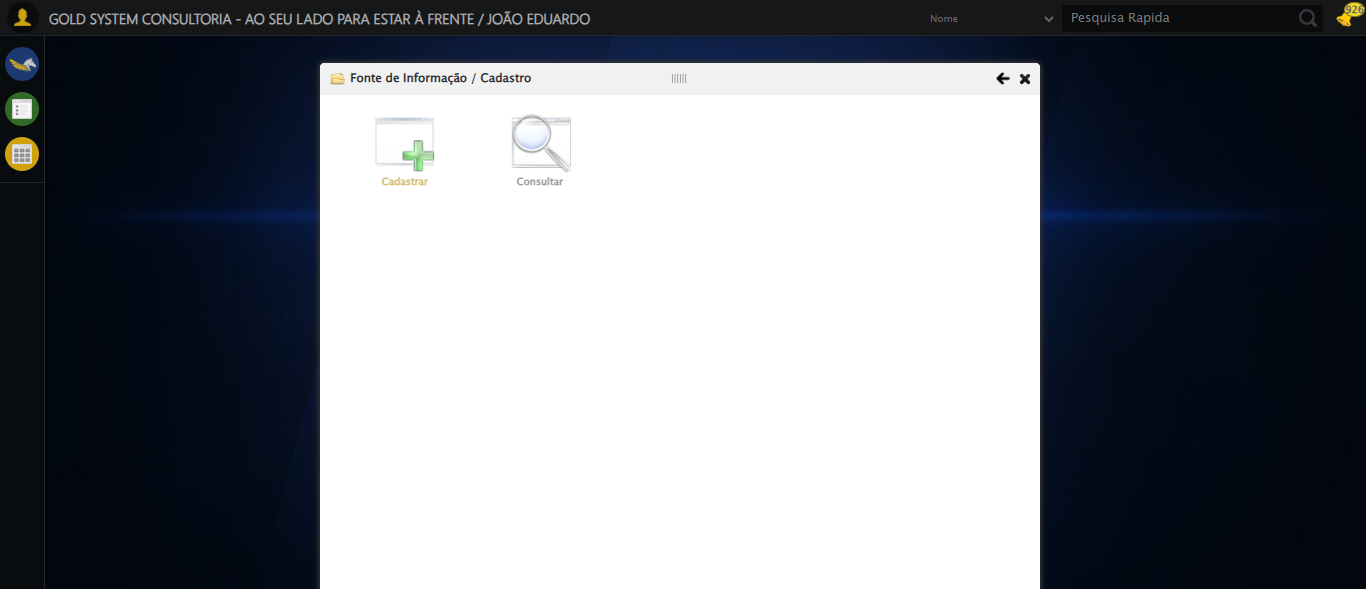 GOLD SYSTEM CONSULTORIA - AO SEU LADO PARA ESTAR À FRENTE / JOÃO EDUARDO
Nome
Pesquisa Rapida
926
Fonte de Informação / Cadastro
Cadastrar
Consultar